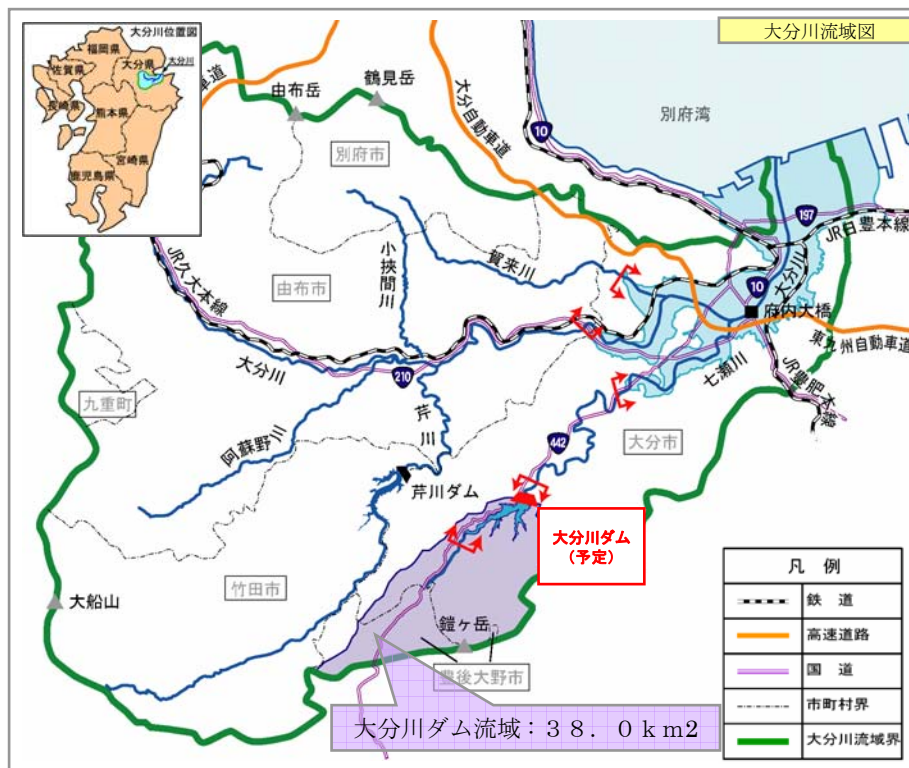 大分川流域図
大分川位置図
福岡県
大分県
大分川
佐賀県
長崎県
熊本県
宮崎県
鹿児島県
車道
由布岳
鶴見岳
大分自動車道
別府湾
10
別府市
197
JR日豊本線
小挾間川
賀来川
大分川
10
JR久大本線
由布市
府内大橋
東九州自動車道
大分川
210
七瀬川
JR豊肥本線
九重町
芹川
大分市
阿蘇野川
442
芹川ダム
大分川ダム
(予定)
竹田市
大船山
鎧ヶ岳
豊後大野市
大分川ダム流域:38.0km2
凡例
鉄道
高速道路
国道
市町村界
大分川流域界